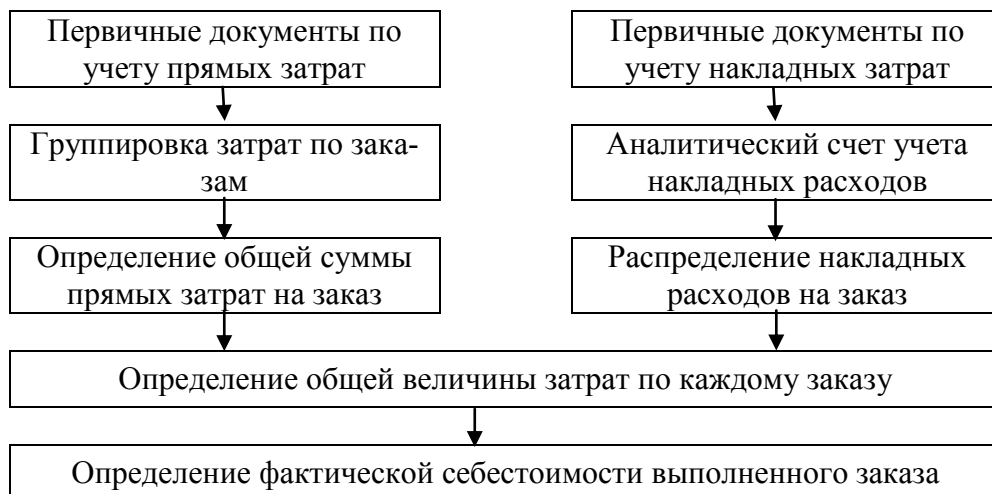 Первичные документы по
учету прямых затрат
Первичные документы по
учету накладных затрат
Группировка затрат по зака-
зам
Аналитический счет учета
накладных расходов
Определение общей суммы
прямых затрат на заказ
Распределение накладных
расходов на заказ
Определение общей величины затрат по каждому заказу
Определение фактической себестоимости выполненного заказа